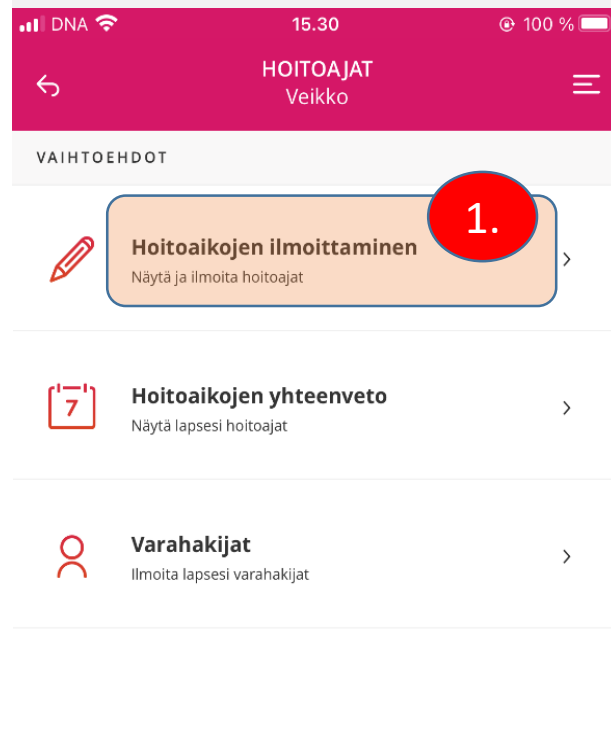 DNA 15.30 100 %
HOITOAJAT
Veikko
VAIHTOEHDOT
1.
Hoitoaikojen ilmoittaminen
Näytä ja ilmoita hoitoajat
7
Hoitoaikojen yhteenveto
Näytä lapsesi hoitoajat
Varahakijat
Ilmoita lapsesi varahakijat